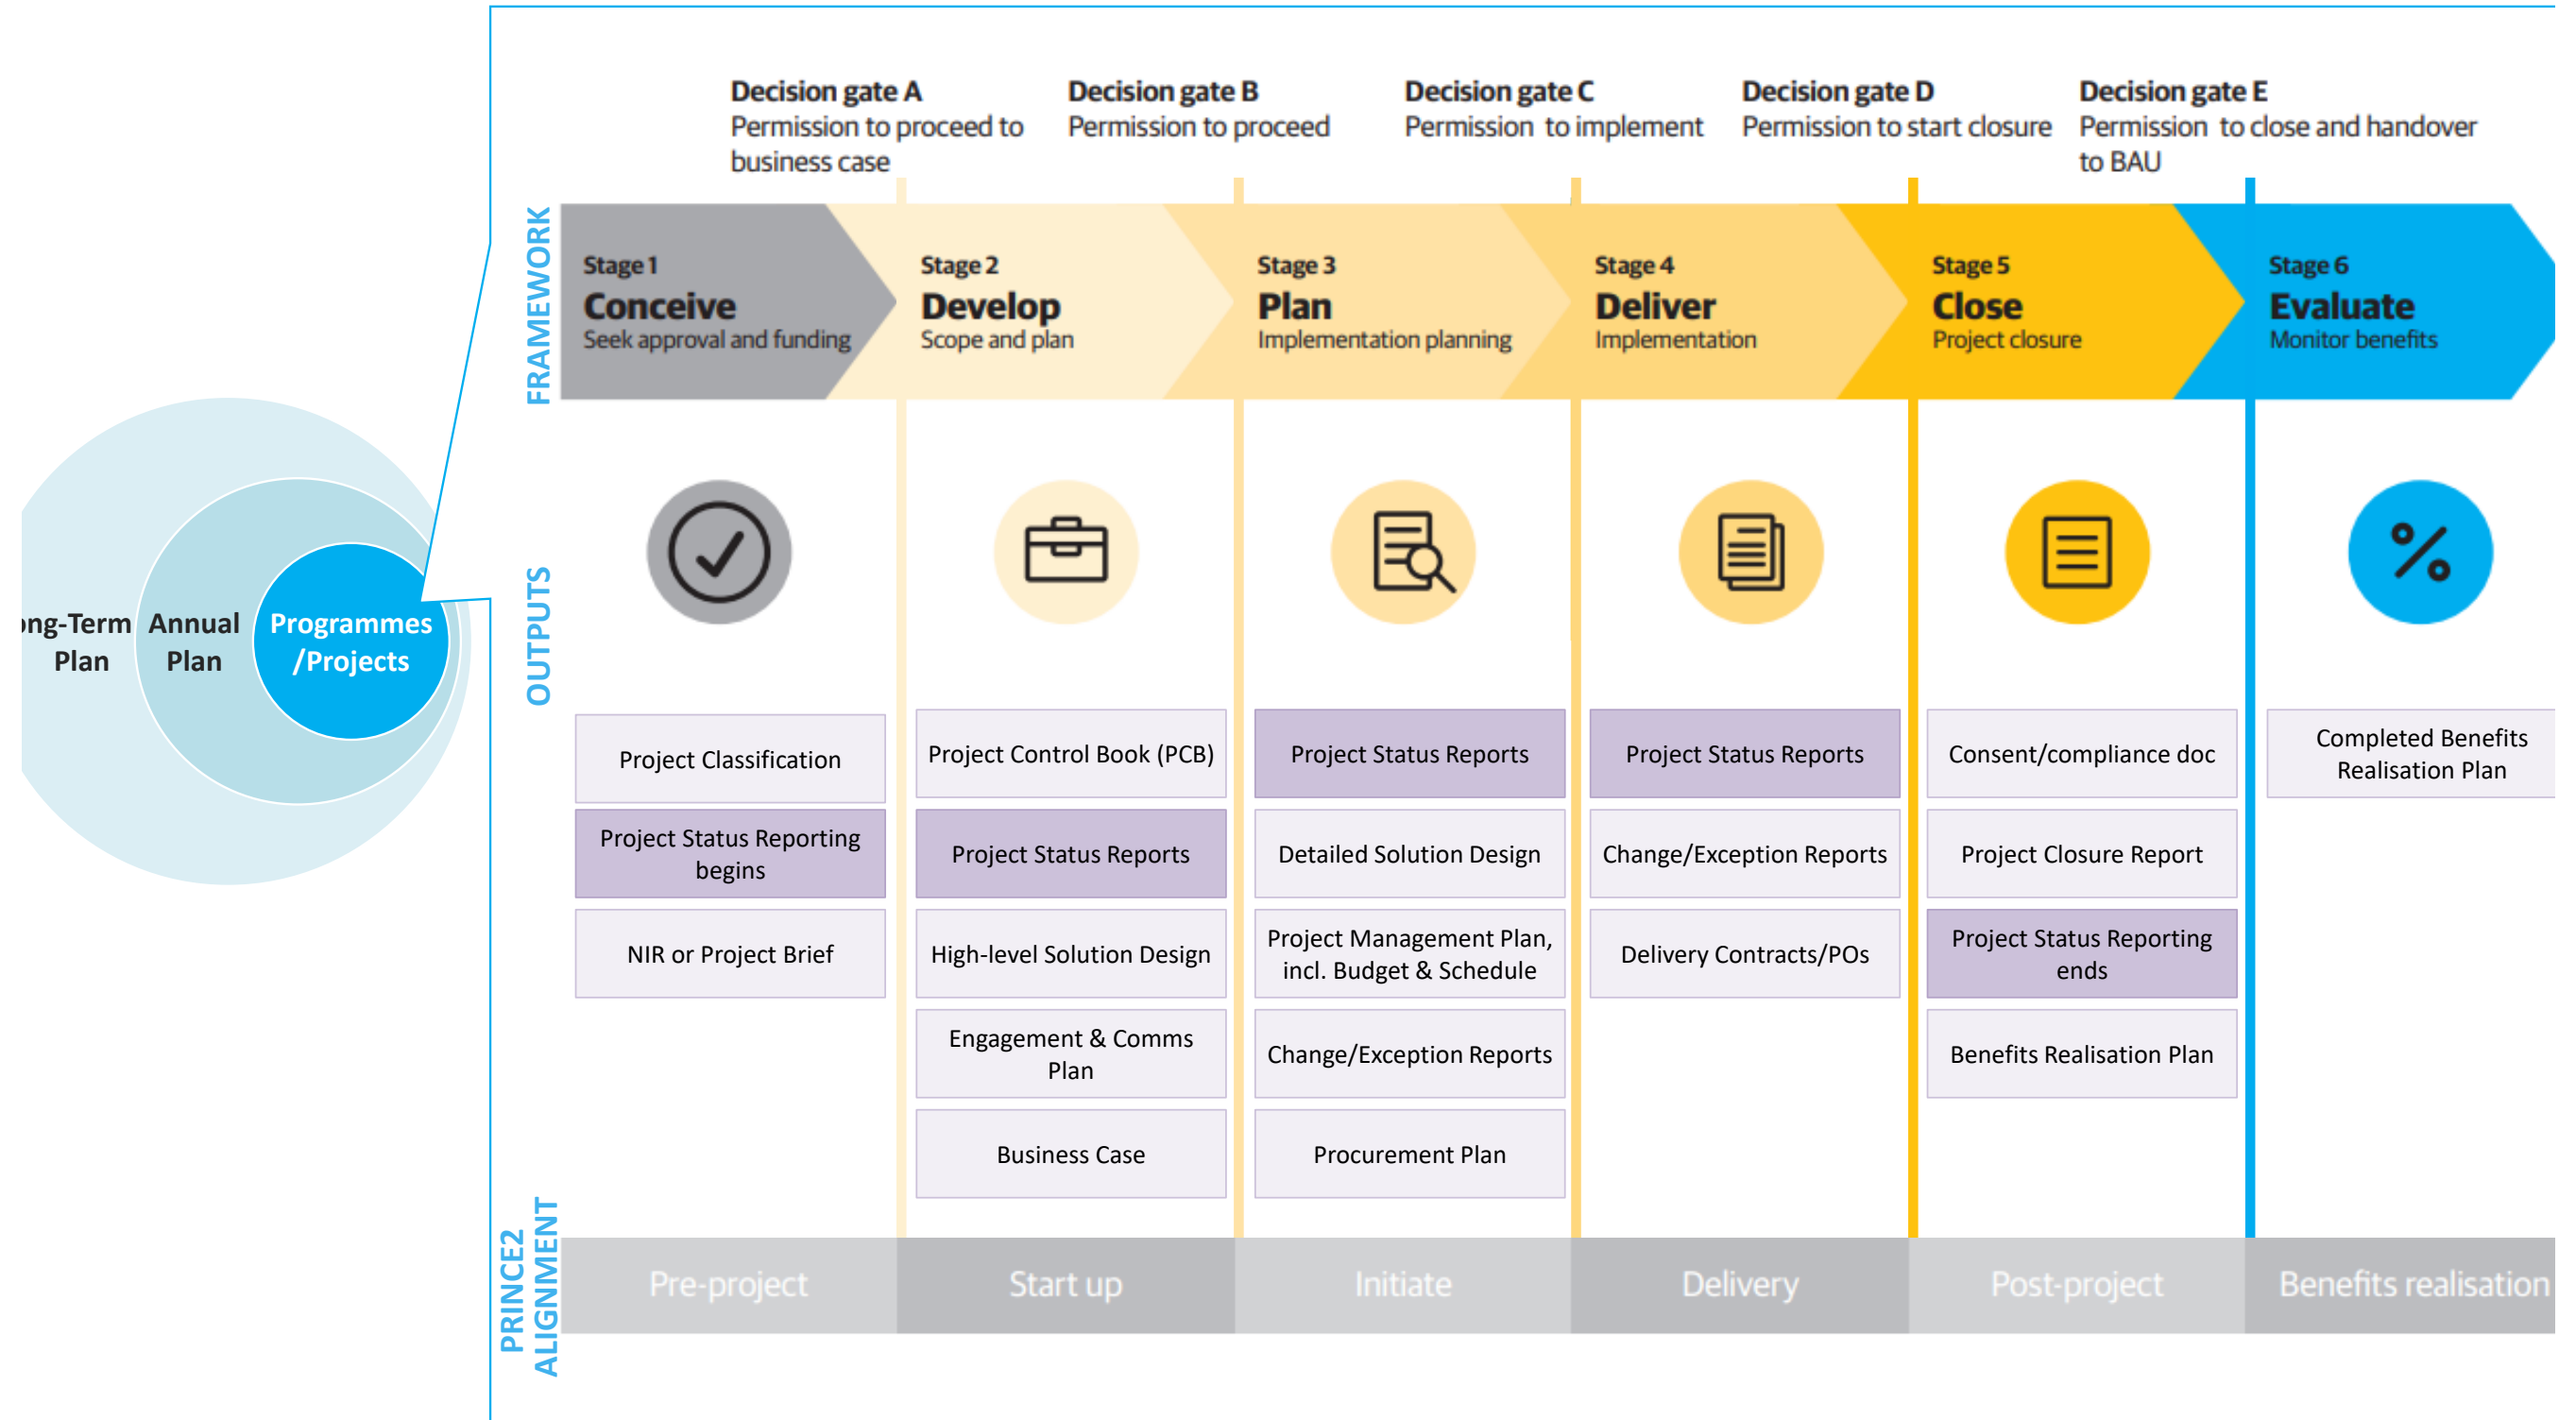 Decision gate A
Permission to proceed to
business case
Decision gate B
Permission to proceed
Decision gate C
Permission to implement
Decision gate D
Permission to start closure
Decision gate E
Permission to close and handover
to BAU
FRAMEWORK
Stage 1
Conceive
Seek approval and funding
Stage 2
Develop
Scope and plan
Stage 3
Plan
Implementation planning
Stage 4
Deliver
Implementation
Stage 5
Close
Project closure
Stage 6
Evaluate
Monitor benefits
ong-Term
Plan
Annual
Plan
Programmes
/Projects
OUTPUTS
Project Classification
Project Status Reporting
begins
NIR or Project Brief
Project Control Book (PCB)
Project Status Reports
High-level Solution Design
Engagement & Comms
Plan
Business Case
Project Status Reports
Detailed Solution Design
Project Management Plan,
incl. Budget & Schedule
Change/Exception Reports
Procurement Plan
Project Status Reports
Change/Exception Reports
Delivery Contracts/POs
Consent/compliance doc
Project Closure Report
Project Status Reporting
ends
Benefits Realisation Plan
Completed Benefits
Realisation Plan
PRINCE2
ALIGNMENT
Pre-project
Start up
Initiate
Delivery
Post-project
Benefits realisation